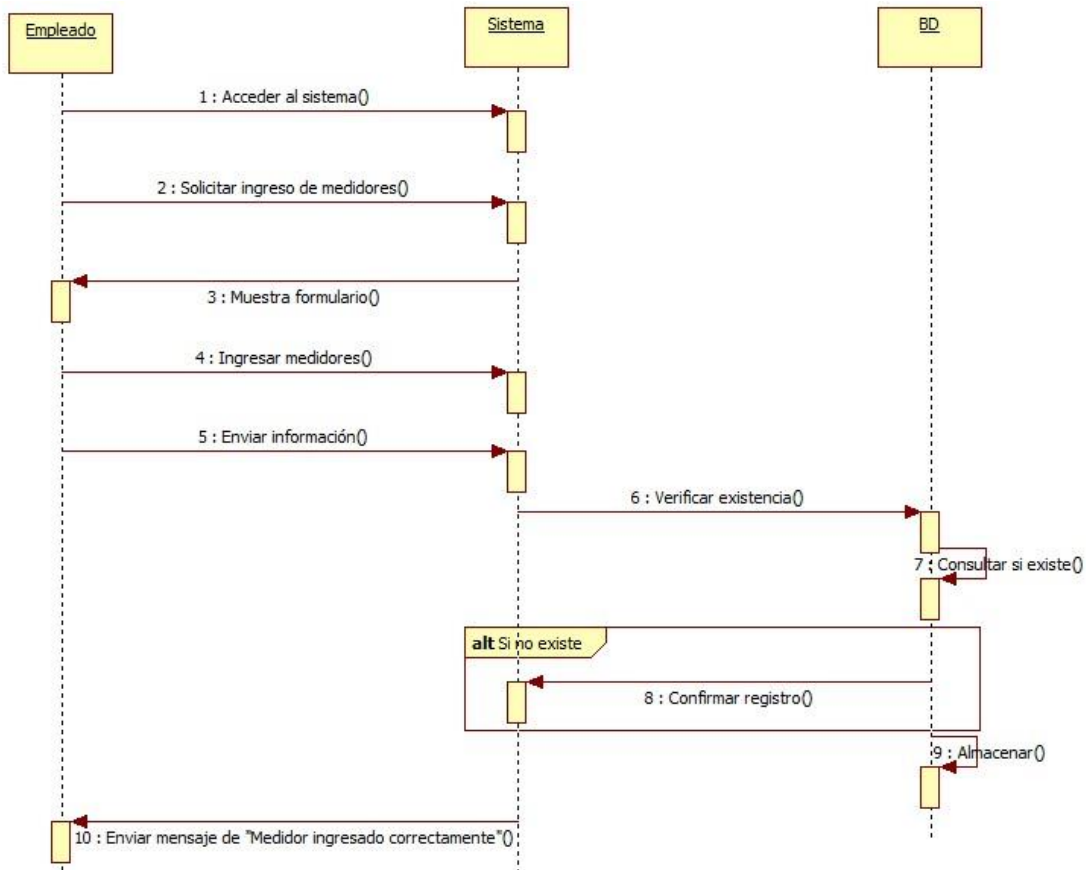 Empleado
Sistema
BD
1 : Acceder al sistema()
2 : Solicitar ingreso de medidores()
3 : Muestra formulario()
4 : Ingresar medidores()
5 : Enviar información()
6 : Verificar existencia()
7 : Consultar si existe()
alt Si no existe
8 : Confirmar registro()
9 : Almacenar()
10 : Enviar mensaje de "Medidor ingresado correctamente"()